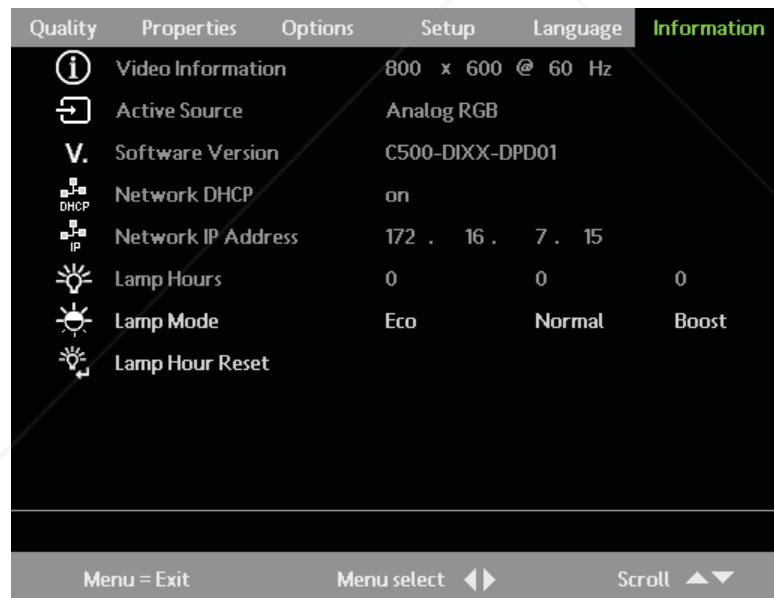 Quality Properties Options Setup Language Information
Video Information 800 x 600 @ 60 Hz
Active Source Analog RGB
V. Software Version C500-DIXX-DPD01
DHCP Network DHCP on
IP Network IP Address 172 . 16 . 7 . 15
Lamp Hours 0 0 0
Lamp Mode Eco Normal Boost
Lamp Hour Reset
Menu = Exit Menu select Scroll